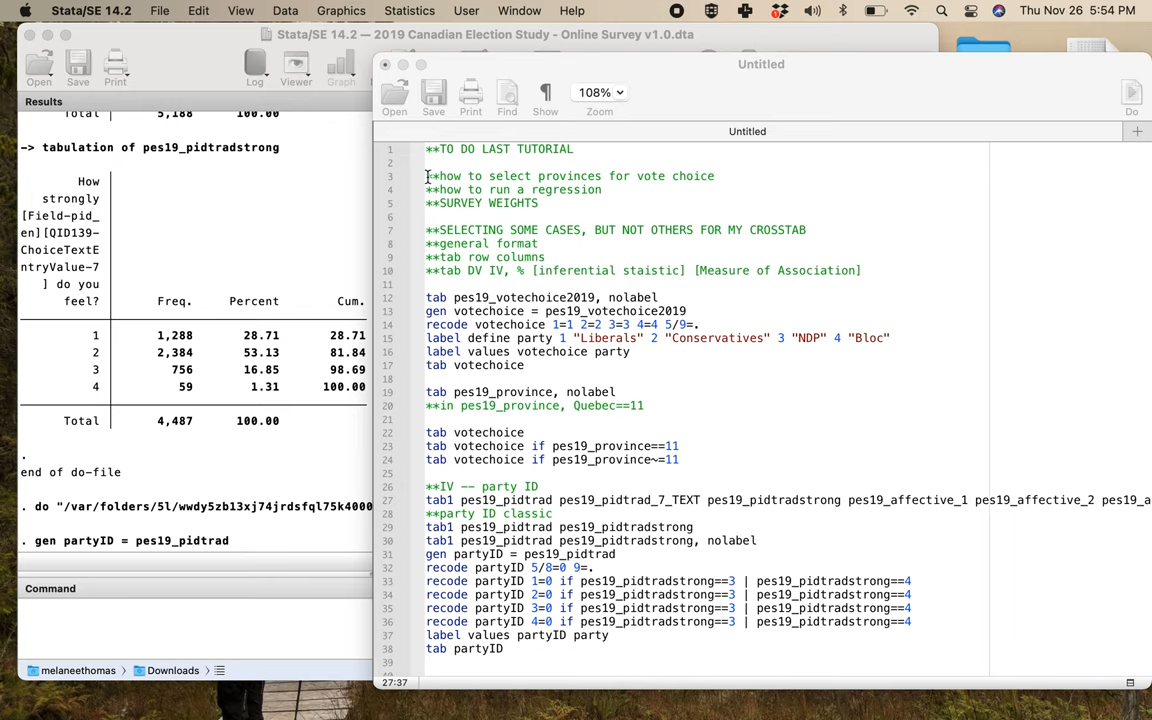 Stata/SE 14.2 File Edit View Data Graphics Statistics User Window Help Thu Nov 26 5:54 PM
Stata/SE 14.2 — 2019 Canadian Election Study - Online Survey v1.0.dta
Open Save Print Log Viewer Graph
Results
Total 5,188 100.00
-> tabulation of pes19_pidtradstrong
How
strongly
[Field-pid_
en][QID139-
ChoiceTextE
ntryValue-7
] do you
feel? Freq. Percent Cum.
1 1,288 28.71 28.71
2 2,384 53.13 81.84
3 756 16.85 98.69
4 59 1.31 100.00
Total 4,487 100.00
.
end of do-file
. do "/var/folders/5l/wwdy5zb13xj74jrdsfql75k4000
. gen partyID = pes19_pidtrad
Command
melaneethomas > Downloads >
Untitled
Open Save Print Find Show 108% Zoom Do
Untitled
1 **TO DO LAST TUTORIAL
2
3 **how to select provinces for vote choice
4 **how to run a regression
5 **SURVEY WEIGHTS
6
7 **SELECTING SOME CASES, BUT NOT OTHERS FOR MY CROSSTAB
8 **general format
9 **tab row columns
10 **tab DV IV, % [inferential staistic] [Measure of Association]
11
12 tab pes19_votechoice2019, nolabel
13 gen votechoice = pes19_votechoice2019
14 recode votechoice 1=1 2=2 3=3 4=4 5/9=.
15 label define party 1 "Liberals" 2 "Conservatives" 3 "NDP" 4 "Bloc"
16 label values votechoice party
17 tab votechoice
18
19 tab pes19_province, nolabel
20 **in pes19_province, Quebec==11
21
22 tab votechoice
23 tab votechoice if pes19_province==11
24 tab votechoice if pes19_province~=11
25
26 **IV -- party ID
27 tab1 pes19_pidtrad pes19_pidtrad_7_TEXT pes19_pidtradstrong pes19_affective_1 pes19_affective_2 pes19_a
28 **party ID classic
29 tab1 pes19_pidtrad pes19_pidtradstrong
30 tab1 pes19_pidtrad pes19_pidtradstrong, nolabel
31 gen partyID = pes19_pidtrad
32 recode partyID 5/8=0 9=.
33 recode partyID 1=0 if pes19_pidtradstrong==3 | pes19_pidtradstrong==4
34 recode partyID 2=0 if pes19_pidtradstrong==3 | pes19_pidtradstrong==4
35 recode partyID 3=0 if pes19_pidtradstrong==3 | pes19_pidtradstrong==4
36 recode partyID 4=0 if pes19_pidtradstrong==3 | pes19_pidtradstrong==4
37 label values partyID party
38 tab partyID
39
27:37